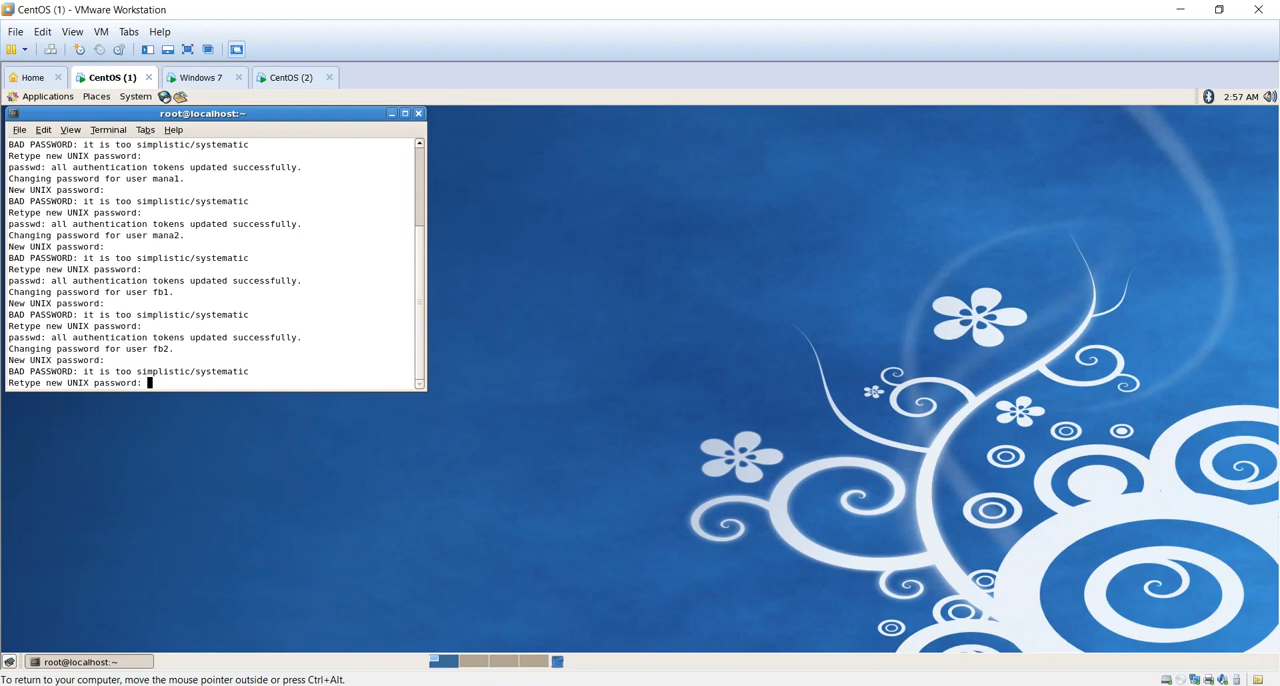 CentOS (1) - VMware Workstation
File Edit View VM Tabs Help
Home CentOS (1) Windows 7 CentOS (2)
Applications Places System 2:57 AM
root@localhost:~
File Edit View Terminal Tabs Help
BAD PASSWORD: it is too simplistic/systematic
Retype new UNIX password:
passwd: all authentication tokens updated successfully.
Changing password for user mana1.
New UNIX password:
BAD PASSWORD: it is too simplistic/systematic
Retype new UNIX password:
passwd: all authentication tokens updated successfully.
Changing password for user mana2.
New UNIX password:
BAD PASSWORD: it is too simplistic/systematic
Retype new UNIX password:
passwd: all authentication tokens updated successfully.
Changing password for user fb1.
New UNIX password:
BAD PASSWORD: it is too simplistic/systematic
Retype new UNIX password:
passwd: all authentication tokens updated successfully.
Changing password for user fb2.
New UNIX password:
BAD PASSWORD: it is too simplistic/systematic
Retype new UNIX password:
root@localhost:~
To return to your computer, move the mouse pointer outside or press Ctrl+Alt.